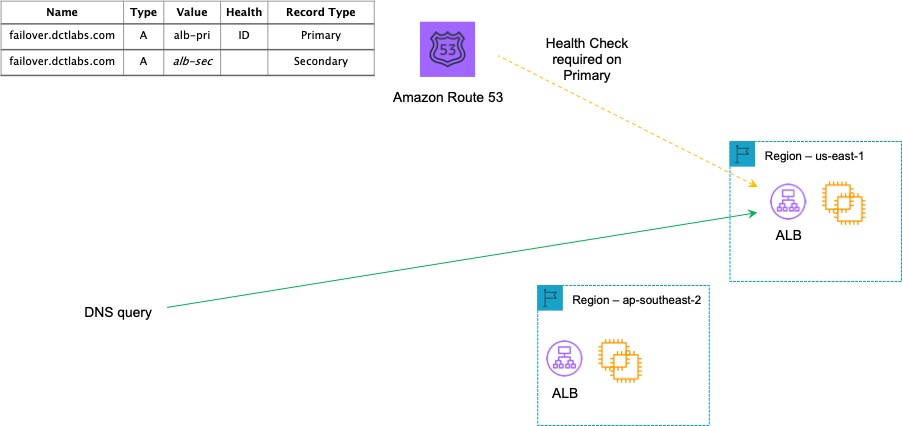 Name Type Value Health Record Type
failover.dctlabs.com A alb-pri ID Primary
failover.dctlabs.com A alb-sec Secondary
53
Amazon Route 53
Health Check
required on
Primary
Region – us-east-1
ALB
DNS query
Region – ap-southeast-2
ALB